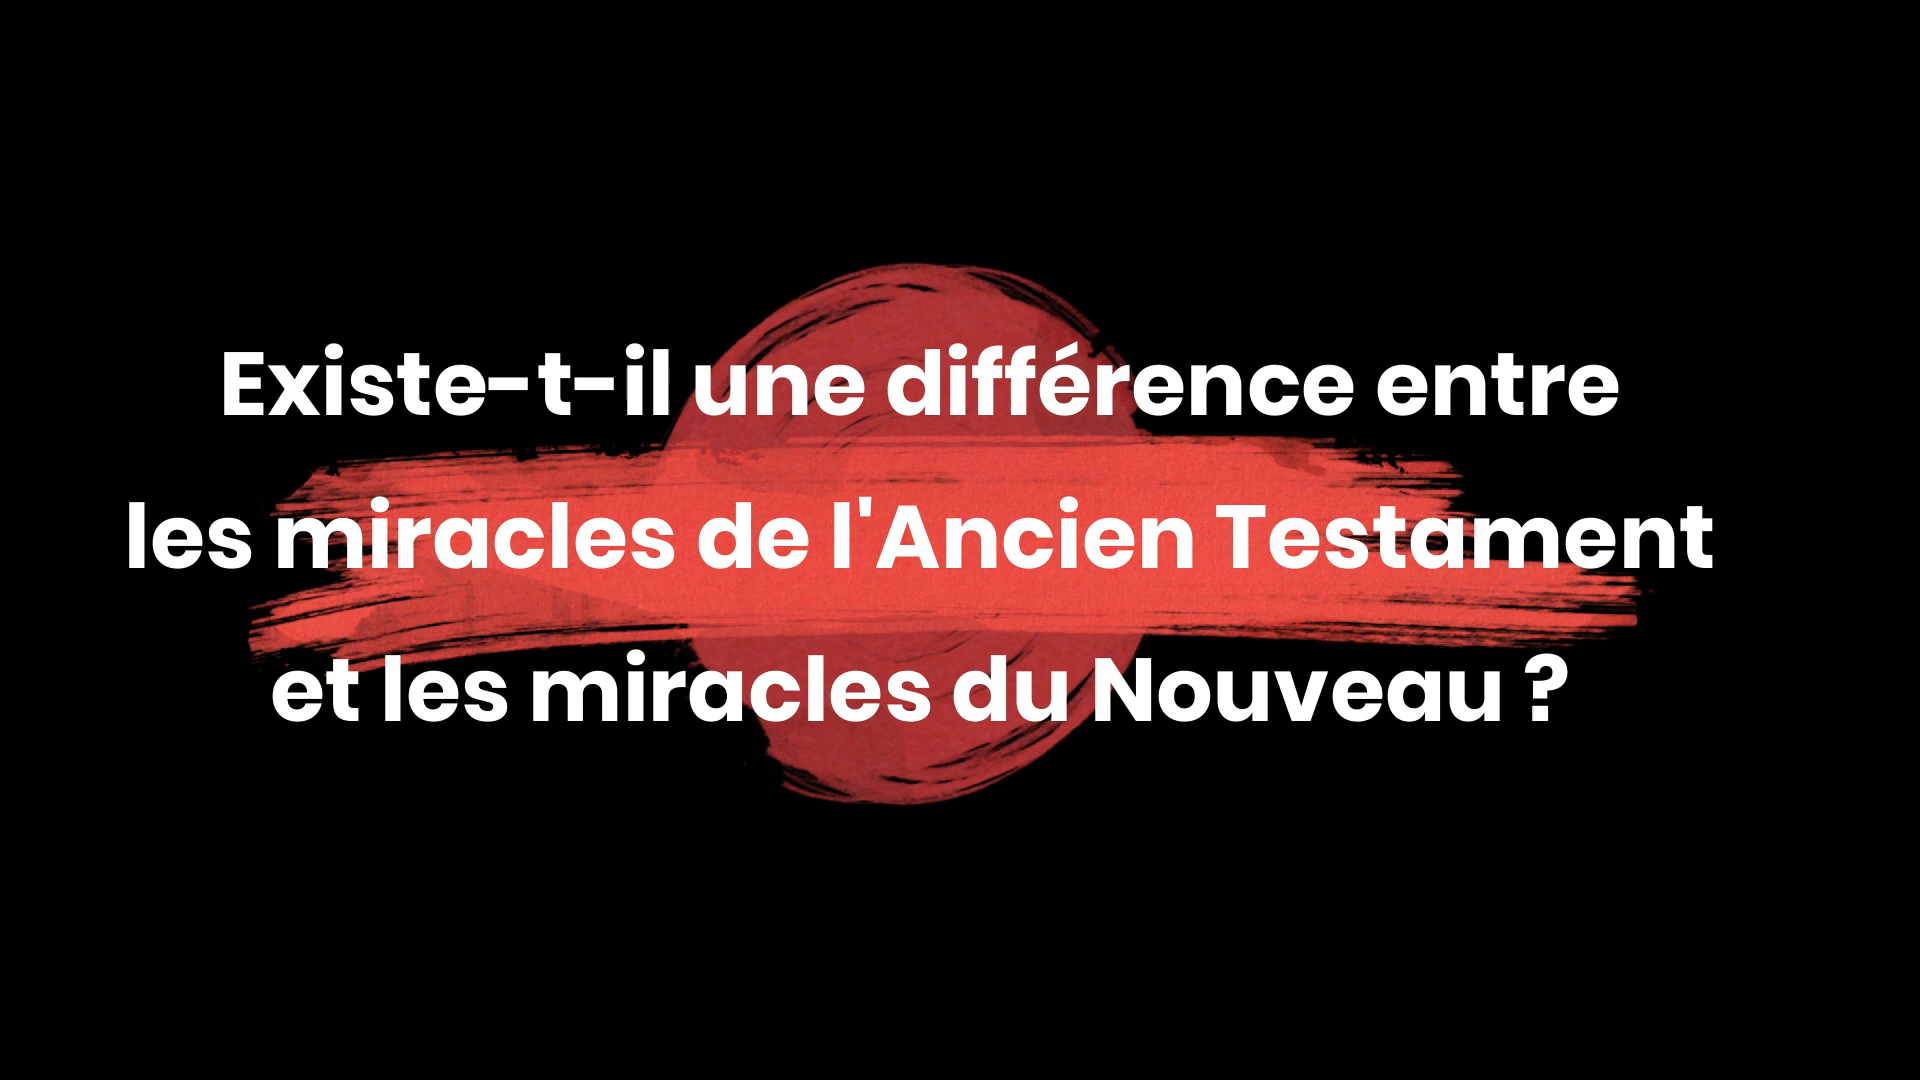 Existe-t-il une différence entre
les miracles de l'Ancien Testament
et les miracles du Nouveau ?